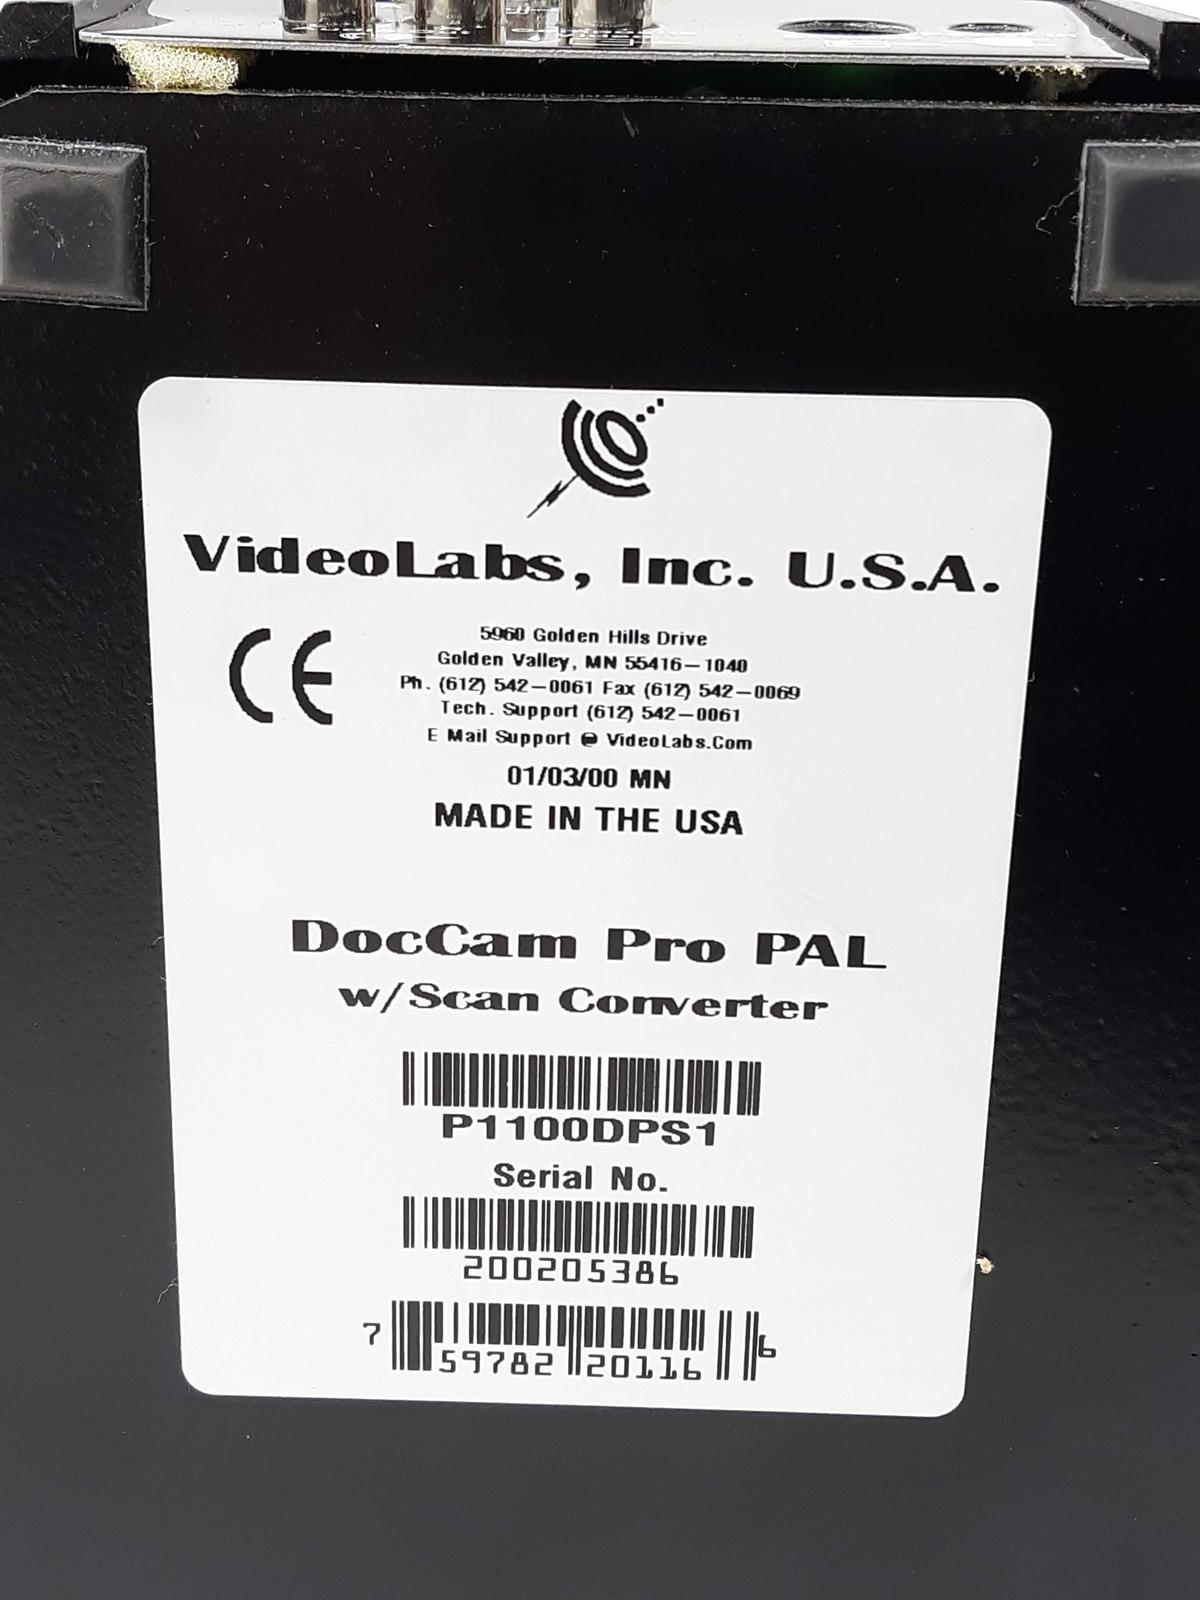 VideoLabs, Inc. U.S.A.
CE
5960 Golden Hills Drive
Golden Valley, MN 55416-1040
Ph. (612) 542-0061 Fax (612) 542-0069
Tech. Support (612) 542-0061
E Mail Support @ VideoLabs.Com
01/03/00 MN
MADE IN THE USA
DocCam Pro PAL
w/Scan Converter
P1100DPS1
Serial No.
200205386
7 59782 20116 6